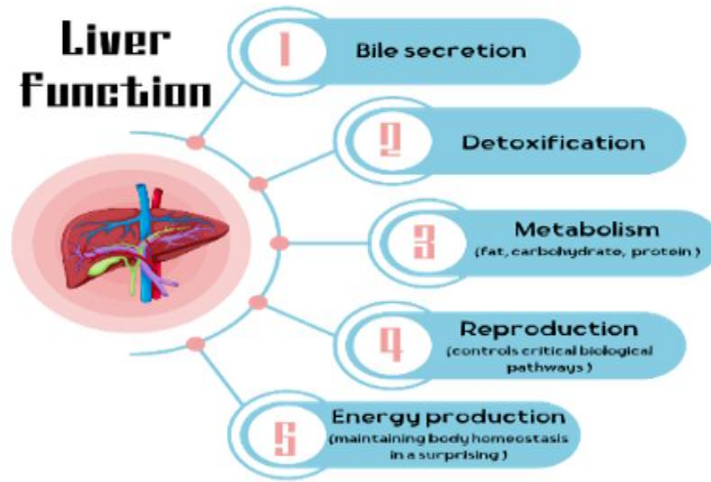 Liver
function
1
Bile secretion
2
Detoxification
3
Metabolism
(fat, carbohydrate, protein)
4
Reproduction
(controls critical biological
pathways)
5
Energy production
(maintaining body homeostasis
in a surprising)